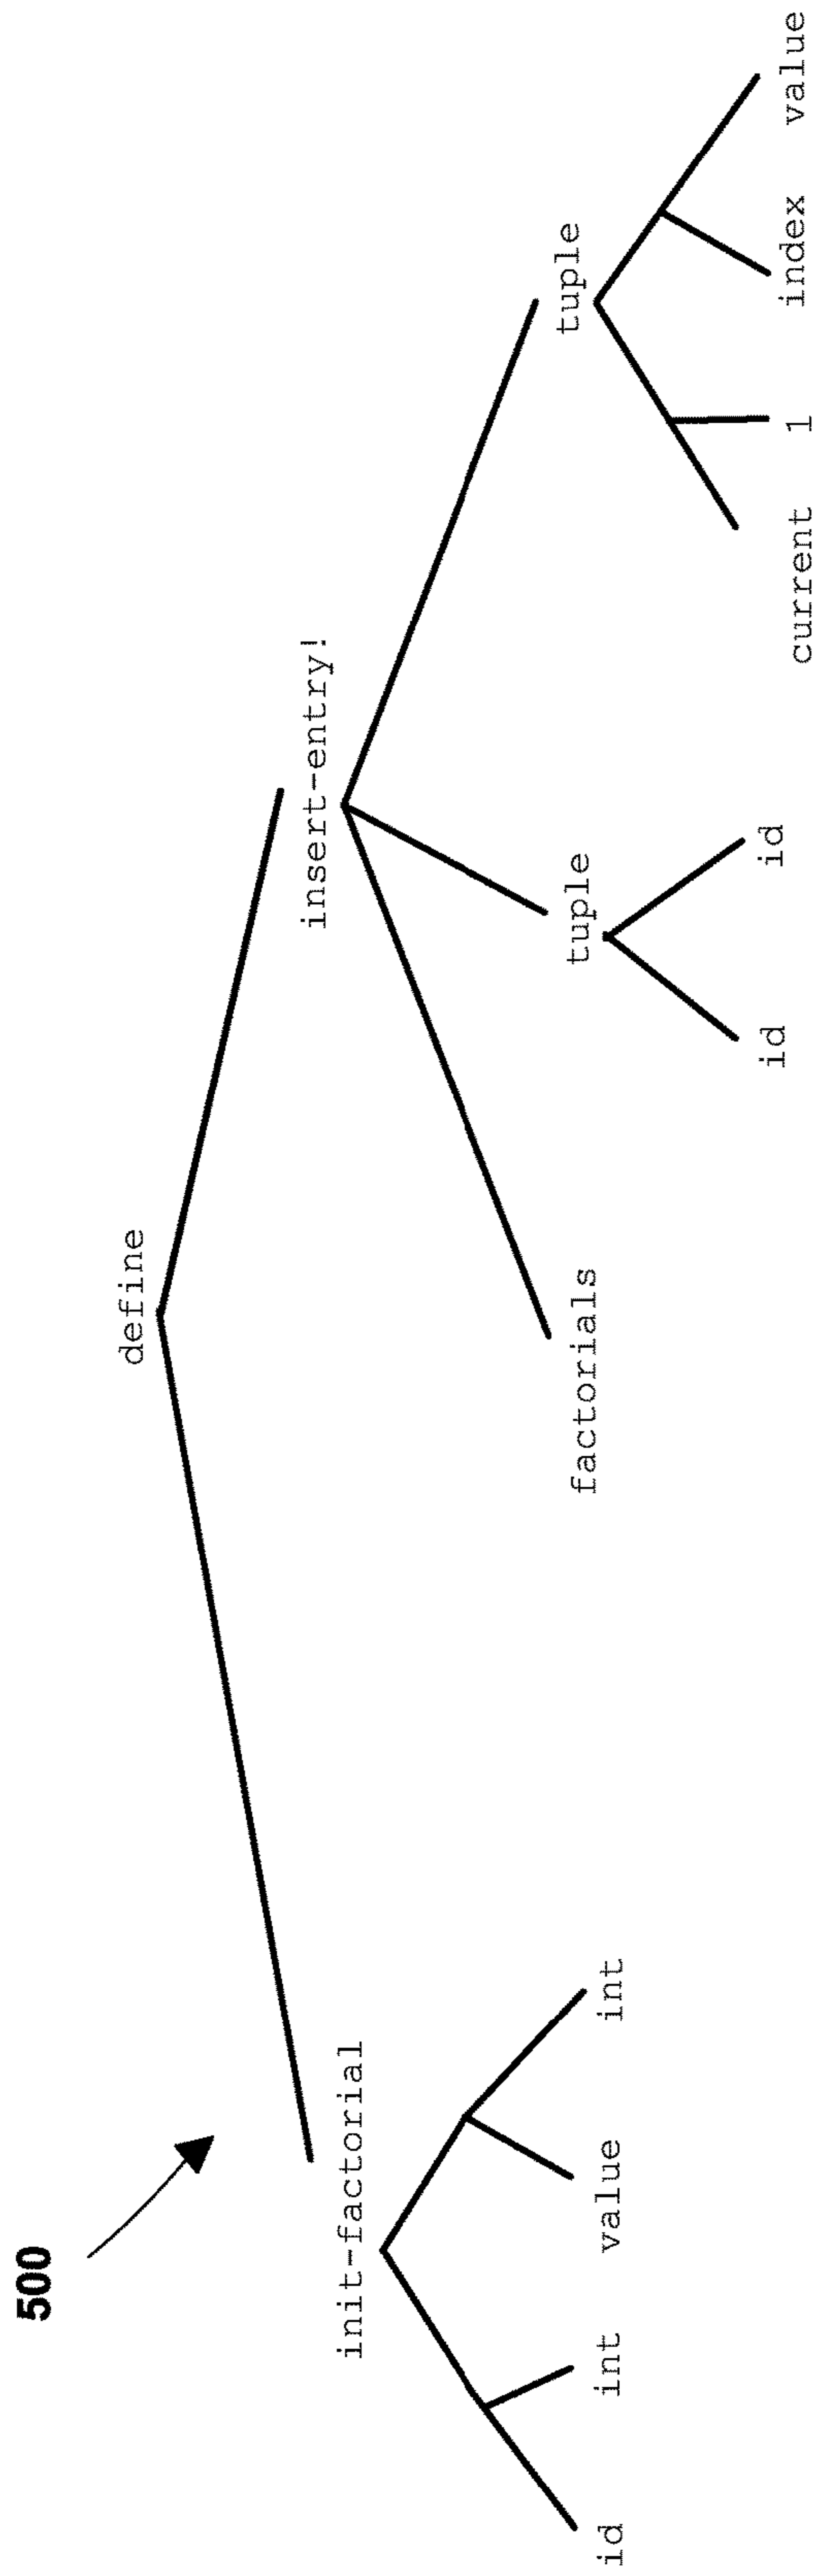 500
define
init-factorial
insert-entry!
id
int
value
int
factorials
tuple
tuple
id
id
current
1
index
value